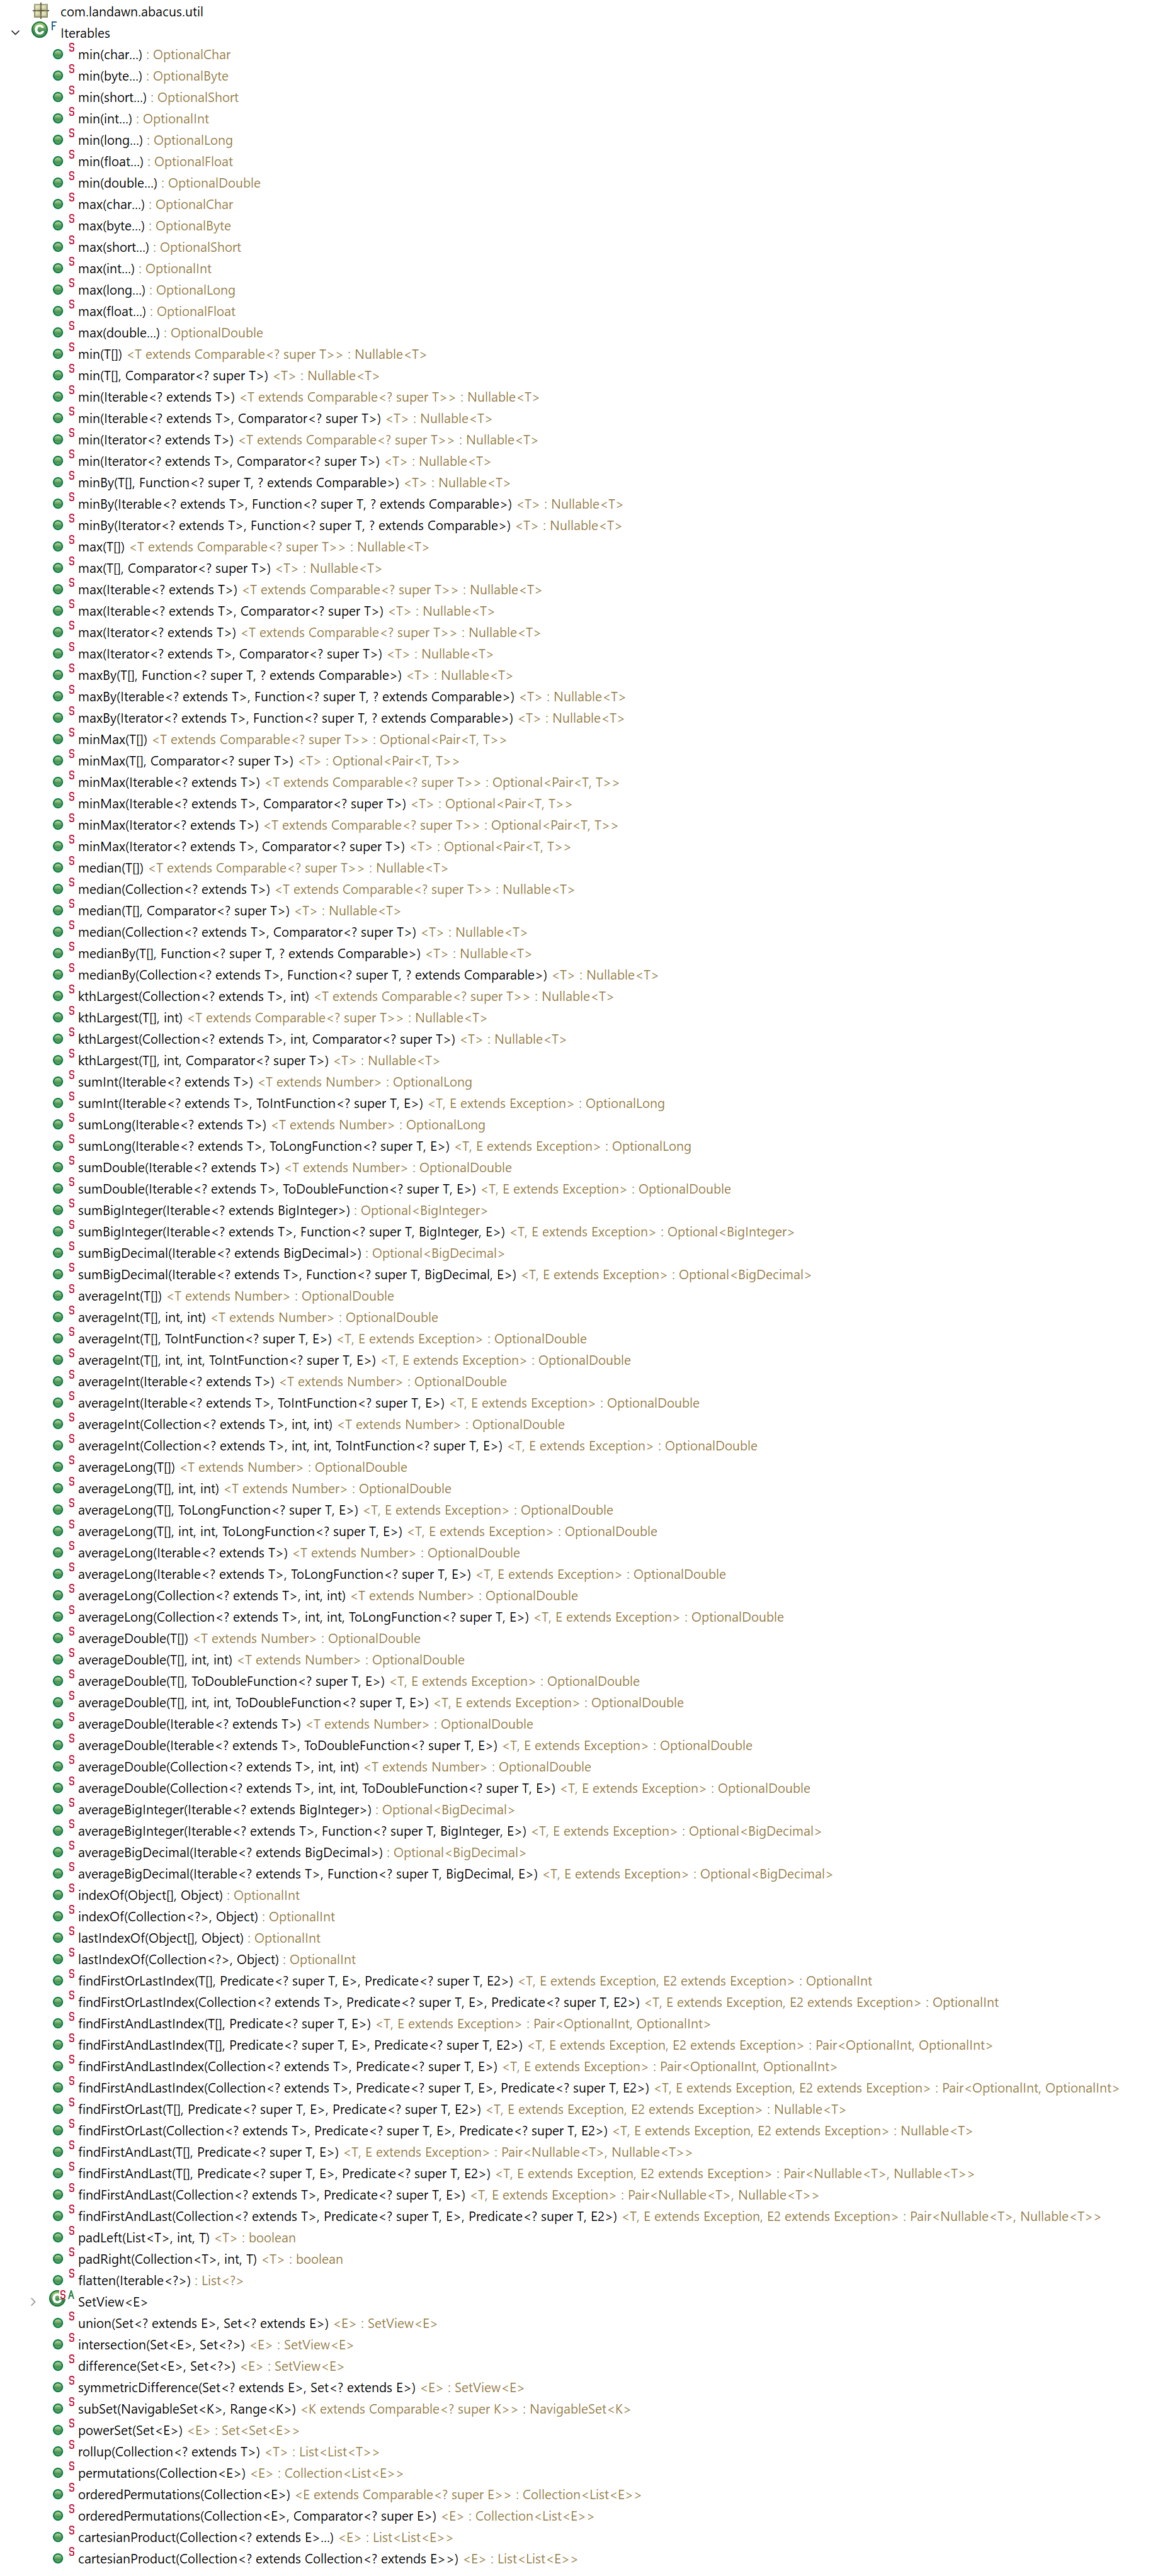 com.landawn.abacus.util
Iterables
min(char...) : OptionalChar
min(byte...) : OptionalByte
min(short...) : OptionalShort
min(int...) : OptionalInt
min(long...) : OptionalLong
min(float...) : OptionalFloat
min(double...) : OptionalDouble
max(char...) : OptionalChar
max(byte...) : OptionalByte
max(short...) : OptionalShort
max(int...) : OptionalInt
max(long...) : OptionalLong
max(float...) : OptionalFloat
max(double...) : OptionalDouble
min(T[]) <T extends Comparable<? super T>> : Nullable<T>
min(T[], Comparator<? super T>) <T> : Nullable<T>
min(Iterable<? extends T>) <T extends Comparable<? super T>> : Nullable<T>
min(Iterable<? extends T>, Comparator<? super T>) <T> : Nullable<T>
min(Iterator<? extends T>) <T extends Comparable<? super T>> : Nullable<T>
min(Iterator<? extends T>, Comparator<? super T>) <T> : Nullable<T>
minBy(T[], Function<? super T, ? extends Comparable>) <T> : Nullable<T>
minBy(Iterable<? extends T>, Function<? super T, ? extends Comparable>) <T> : Nullable<T>
minBy(Iterator<? extends T>, Function<? super T, ? extends Comparable>) <T> : Nullable<T>
max(T[]) <T extends Comparable<? super T>> : Nullable<T>
max(T[], Comparator<? super T>) <T> : Nullable<T>
max(Iterable<? extends T>) <T extends Comparable<? super T>> : Nullable<T>
max(Iterable<? extends T>, Comparator<? super T>) <T> : Nullable<T>
max(Iterator<? extends T>) <T extends Comparable<? super T>> : Nullable<T>
max(Iterator<? extends T>, Comparator<? super T>) <T> : Nullable<T>
maxBy(T[], Function<? super T, ? extends Comparable>) <T> : Nullable<T>
maxBy(Iterable<? extends T>, Function<? super T, ? extends Comparable>) <T> : Nullable<T>
maxBy(Iterator<? extends T>, Function<? super T, ? extends Comparable>) <T> : Nullable<T>
minMax(T[]) <T extends Comparable<? super T>> : Optional<Pair<T, T>>
minMax(T[], Comparator<? super T>) <T> : Optional<Pair<T, T>>
minMax(Iterable<? extends T>) <T extends Comparable<? super T>> : Optional<Pair<T, T>>
minMax(Iterable<? extends T>, Comparator<? super T>) <T> : Optional<Pair<T, T>>
minMax(Iterator<? extends T>) <T extends Comparable<? super T>> : Optional<Pair<T, T>>
minMax(Iterator<? extends T>, Comparator<? super T>) <T> : Optional<Pair<T, T>>
median(T[]) <T extends Comparable<? super T>> : Nullable<T>
median(Collection<? extends T>) <T extends Comparable<? super T>> : Nullable<T>
median(T[], Comparator<? super T>) <T> : Nullable<T>
median(Collection<? extends T>, Comparator<? super T>) <T> : Nullable<T>
medianBy(T[], Function<? super T, ? extends Comparable>) <T> : Nullable<T>
medianBy(Collection<? extends T>, Function<? super T, ? extends Comparable>) <T> : Nullable<T>
kthLargest(Collection<? extends T>, int) <T extends Comparable<? super T>> : Nullable<T>
kthLargest(T[], int) <T extends Comparable<? super T>> : Nullable<T>
kthLargest(Collection<? extends T>, int, Comparator<? super T>) <T> : Nullable<T>
kthLargest(T[], int, Comparator<? super T>) <T> : Nullable<T>
sumInt(Iterable<? extends T>) <T extends Number> : OptionalLong
sumInt(Iterable<? extends T>, ToIntFunction<? super T, E>) <T, E extends Exception> : OptionalLong
sumLong(Iterable<? extends T>) <T extends Number> : OptionalLong
sumLong(Iterable<? extends T>, ToLongFunction<? super T, E>) <T, E extends Exception> : OptionalLong
sumDouble(Iterable<? extends T>) <T extends Number> : OptionalDouble
sumDouble(Iterable<? extends T>, ToDoubleFunction<? super T, E>) <T, E extends Exception> : OptionalDouble
sumBigInteger(Iterable<? extends BigInteger>) : Optional<BigInteger>
sumBigInteger(Iterable<? extends T>, Function<? super T, BigInteger, E>) <T, E extends Exception> : Optional<BigInteger>
sumBigDecimal(Iterable<? extends BigDecimal>) : Optional<BigDecimal>
sumBigDecimal(Iterable<? extends T>, Function<? super T, BigDecimal, E>) <T, E extends Exception> : Optional<BigDecimal>
averageInt(T[]) <T extends Number> : OptionalDouble
averageInt(T[], int, int) <T extends Number> : OptionalDouble
averageInt(T[], ToIntFunction<? super T, E>) <T, E extends Exception> : OptionalDouble
averageInt(T[], int, int, ToIntFunction<? super T, E>) <T, E extends Exception> : OptionalDouble
averageInt(Iterable<? extends T>) <T extends Number> : OptionalDouble
averageInt(Iterable<? extends T>, ToIntFunction<? super T, E>) <T, E extends Exception> : OptionalDouble
averageInt(Collection<? extends T>, int, int) <T extends Number> : OptionalDouble
averageInt(Collection<? extends T>, int, int, ToIntFunction<? super T, E>) <T, E extends Exception> : OptionalDouble
averageLong(T[]) <T extends Number> : OptionalDouble
averageLong(T[], int, int) <T extends Number> : OptionalDouble
averageLong(T[], ToLongFunction<? super T, E>) <T, E extends Exception> : OptionalDouble
averageLong(T[], int, int, ToLongFunction<? super T, E>) <T, E extends Exception> : OptionalDouble
averageLong(Iterable<? extends T>) <T extends Number> : OptionalDouble
averageLong(Iterable<? extends T>, ToLongFunction<? super T, E>) <T, E extends Exception> : OptionalDouble
averageLong(Collection<? extends T>, int, int) <T extends Number> : OptionalDouble
averageLong(Collection<? extends T>, int, int, ToLongFunction<? super T, E>) <T, E extends Exception> : OptionalDouble
averageDouble(T[]) <T extends Number> : OptionalDouble
averageDouble(T[], int, int) <T extends Number> : OptionalDouble
averageDouble(T[], ToDoubleFunction<? super T, E>) <T, E extends Exception> : OptionalDouble
averageDouble(T[], int, int, ToDoubleFunction<? super T, E>) <T, E extends Exception> : OptionalDouble
averageDouble(Iterable<? extends T>) <T extends Number> : OptionalDouble
averageDouble(Iterable<? extends T>, ToDoubleFunction<? super T, E>) <T, E extends Exception> : OptionalDouble
averageDouble(Collection<? extends T>, int, int) <T extends Number> : OptionalDouble
averageDouble(Collection<? extends T>, int, int, ToDoubleFunction<? super T, E>) <T, E extends Exception> : OptionalDouble
averageBigInteger(Iterable<? extends BigInteger>) : Optional<BigDecimal>
averageBigInteger(Iterable<? extends T>, Function<? super T, BigInteger, E>) <T, E extends Exception> : Optional<BigDecimal>
averageBigDecimal(Iterable<? extends BigDecimal>) : Optional<BigDecimal>
averageBigDecimal(Iterable<? extends T>, Function<? super T, BigDecimal, E>) <T, E extends Exception> : Optional<BigDecimal>
indexOf(Object[], Object) : OptionalInt
indexOf(Collection<?>, Object) : OptionalInt
lastIndexOf(Object[], Object) : OptionalInt
lastIndexOf(Collection<?>, Object) : OptionalInt
findFirstOrLastIndex(T[], Predicate<? super T, E>, Predicate<? super T, E2>) <T, E extends Exception, E2 extends Exception> : OptionalInt
findFirstOrLastIndex(Collection<? extends T>, Predicate<? super T, E>, Predicate<? super T, E2>) <T, E extends Exception, E2 extends Exception> : OptionalInt
findFirstAndLastIndex(T[], Predicate<? super T, E>) <T, E extends Exception> : Pair<OptionalInt, OptionalInt>
findFirstAndLastIndex(T[], Predicate<? super T, E>, Predicate<? super T, E2>) <T, E extends Exception, E2 extends Exception> : Pair<OptionalInt, OptionalInt>
findFirstAndLastIndex(Collection<? extends T>, Predicate<? super T, E>) <T, E extends Exception> : Pair<OptionalInt, OptionalInt>
findFirstAndLastIndex(Collection<? extends T>, Predicate<? super T, E>, Predicate<? super T, E2>) <T, E extends Exception, E2 extends Exception> : Pair<OptionalInt, OptionalInt>
findFirstOrLast(T[], Predicate<? super T, E>, Predicate<? super T, E2>) <T, E extends Exception, E2 extends Exception> : Nullable<T>
findFirstOrLast(Collection<? extends T>, Predicate<? super T, E>, Predicate<? super T, E2>) <T, E extends Exception, E2 extends Exception> : Nullable<T>
findFirstAndLast(T[], Predicate<? super T, E>) <T, E extends Exception> : Pair<Nullable<T>, Nullable<T>>
findFirstAndLast(T[], Predicate<? super T, E>, Predicate<? super T, E2>) <T, E extends Exception, E2 extends Exception> : Pair<Nullable<T>, Nullable<T>>
findFirstAndLast(Collection<? extends T>, Predicate<? super T, E>) <T, E extends Exception> : Pair<Nullable<T>, Nullable<T>>
findFirstAndLast(Collection<? extends T>, Predicate<? super T, E>, Predicate<? super T, E2>) <T, E extends Exception, E2 extends Exception> : Pair<Nullable<T>, Nullable<T>>
padLeft(List<T>, int, T) <T> : boolean
padRight(Collection<T>, int, T) <T> : boolean
flatten(Iterable<?>) : List<?>
SetView<E>
union(Set<? extends E>, Set<? extends E>) <E> : SetView<E>
intersection(Set<E>, Set<?>) <E> : SetView<E>
difference(Set<E>, Set<?>) <E> : SetView<E>
symmetricDifference(Set<? extends E>, Set<? extends E>) <E> : SetView<E>
subSet(NavigableSet<K>, Range<K>) <K extends Comparable<? super K>> : NavigableSet<K>
powerSet(Set<E>) <E> : Set<Set<E>>
rollup(Collection<? extends T>) <T> : List<List<T>>
permutations(Collection<E>) <E> : Collection<List<E>>
orderedPermutations(Collection<E>) <E extends Comparable<? super E>> : Collection<List<E>>
orderedPermutations(Collection<E>, Comparator<? super E>) <E> : Collection<List<E>>
cartesianProduct(Collection<? extends E>...) <E> : List<List<E>>
cartesianProduct(Collection<? extends Collection<? extends E>>) <E> : List<List<E>>